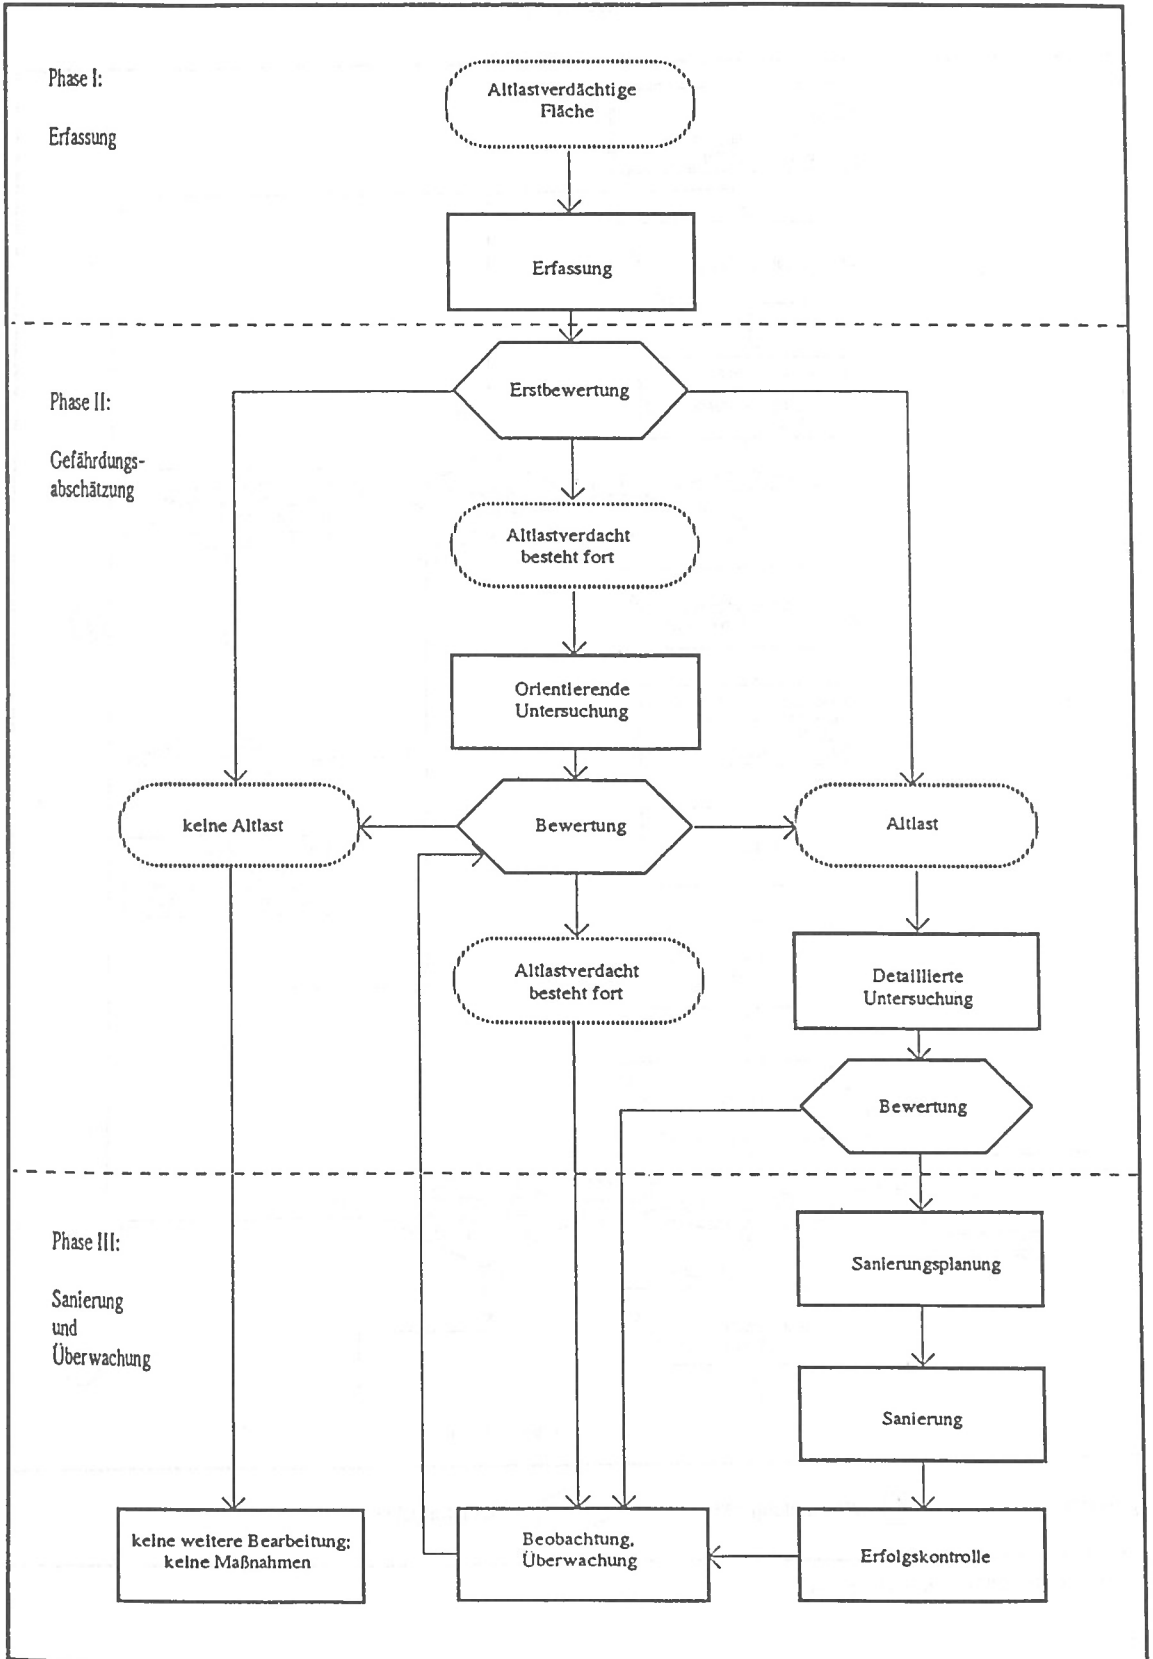 Phase I:
Erfassung
Altlastverdächtige
Fläche
Erfassung
Phase II:
Gefährdungs-
abschätzung
Erstbewertung
Altlastverdacht
besteht fort
Orientierende
Untersuchung
keine Altlast
Bewertung
Altlast
Altlastverdacht
besteht fort
Detaillierte
Untersuchung
Bewertung
Phase III:
Sanierung
und
Überwachung
Sanierungsplanung
Sanierung
keine weitere Bearbeitung;
keine Maßnahmen
Beobachtung,
Überwachung
Erfolgskontrolle